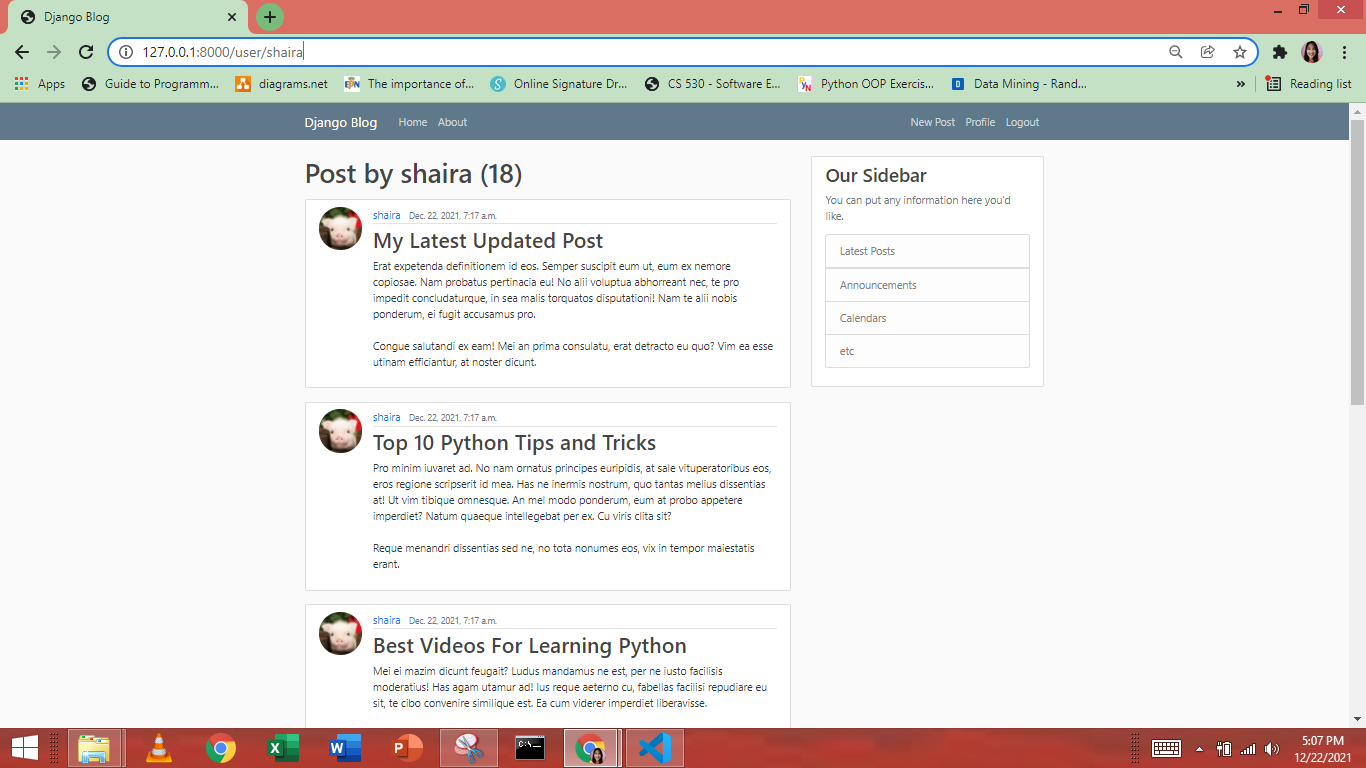 Django Blog
127.0.0.1:8000/user/shaira
Apps Guide to Programm... diagrams.net The importance of... Online Signature Dr... CS 530 - Software E... Python OOP Exercis... Data Mining - Rand... » Reading list
Django Blog Home About New Post Profile Logout
Post by shaira (18)
shaira Dec. 22, 2021, 7:17 a.m.
My Latest Updated Post
Erat expetenda definitionem id eos. Semper suscipit eum ut, eum ex nemore
copiosae. Nam probatus pertinacia eu! No alii voluptua abhorreant nec, te pro
impedit concludaturque, in sea malis torquatos disputationi! Nam te alii nobis
ponderum, ei fugit accusamus pro.
Congue salutandi ex eam! Mei an prima consulatu, erat detracto eu quo? Vim ea esse
utinam efficiantur, at noster dicunt.
shaira Dec. 22, 2021, 7:17 a.m.
Top 10 Python Tips and Tricks
Pro minim iuvaret ad. No nam ornatus principes euripidis, at sale vituperatoribus eos,
eros regione scripserit id mea. Has ne inermis nostrum, quo tantas melius dissentias
at! Ut vim tibique omnesque. An mel modo ponderum, eum at probo appetere
imperdiet? Natum quaeque intellegebat per ex. Cu viris clita sit?
Reque menandri dissentias sed ne, no tota nonumes eos, vix in tempor maiestatis
erant.
shaira Dec. 22, 2021, 7:17 a.m.
Best Videos For Learning Python
Mei ei mazim dicunt feugait? Ludus mandamus ne est, per ne iusto facilisis
moderatius! Has agam utamur ad! Ius reque aeterno cu, fabellas facilisi repudiare eu
sit, te cibo convenire similique est. Ea cum viderer imperdiet liberavisse.
Our Sidebar
You can put any information here you'd
like.
Latest Posts
Announcements
Calendars
etc
5:07 PM
12/22/2021